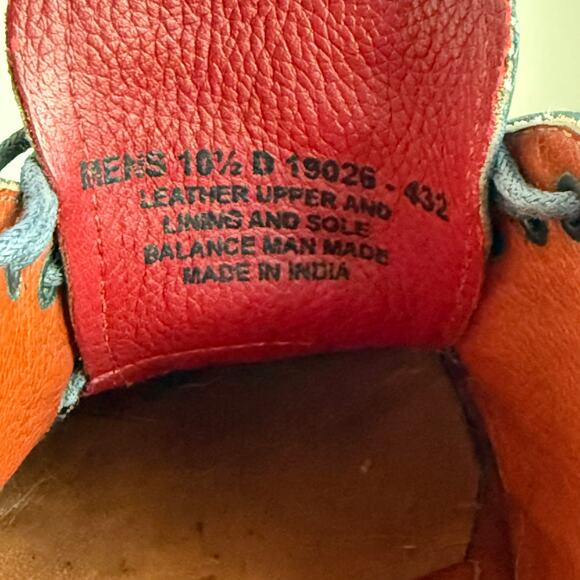 MENS 10½ D 19026 - 432
LEATHER UPPER AND
LINING AND SOLE
BALANCE MAN MADE
MADE IN INDIA